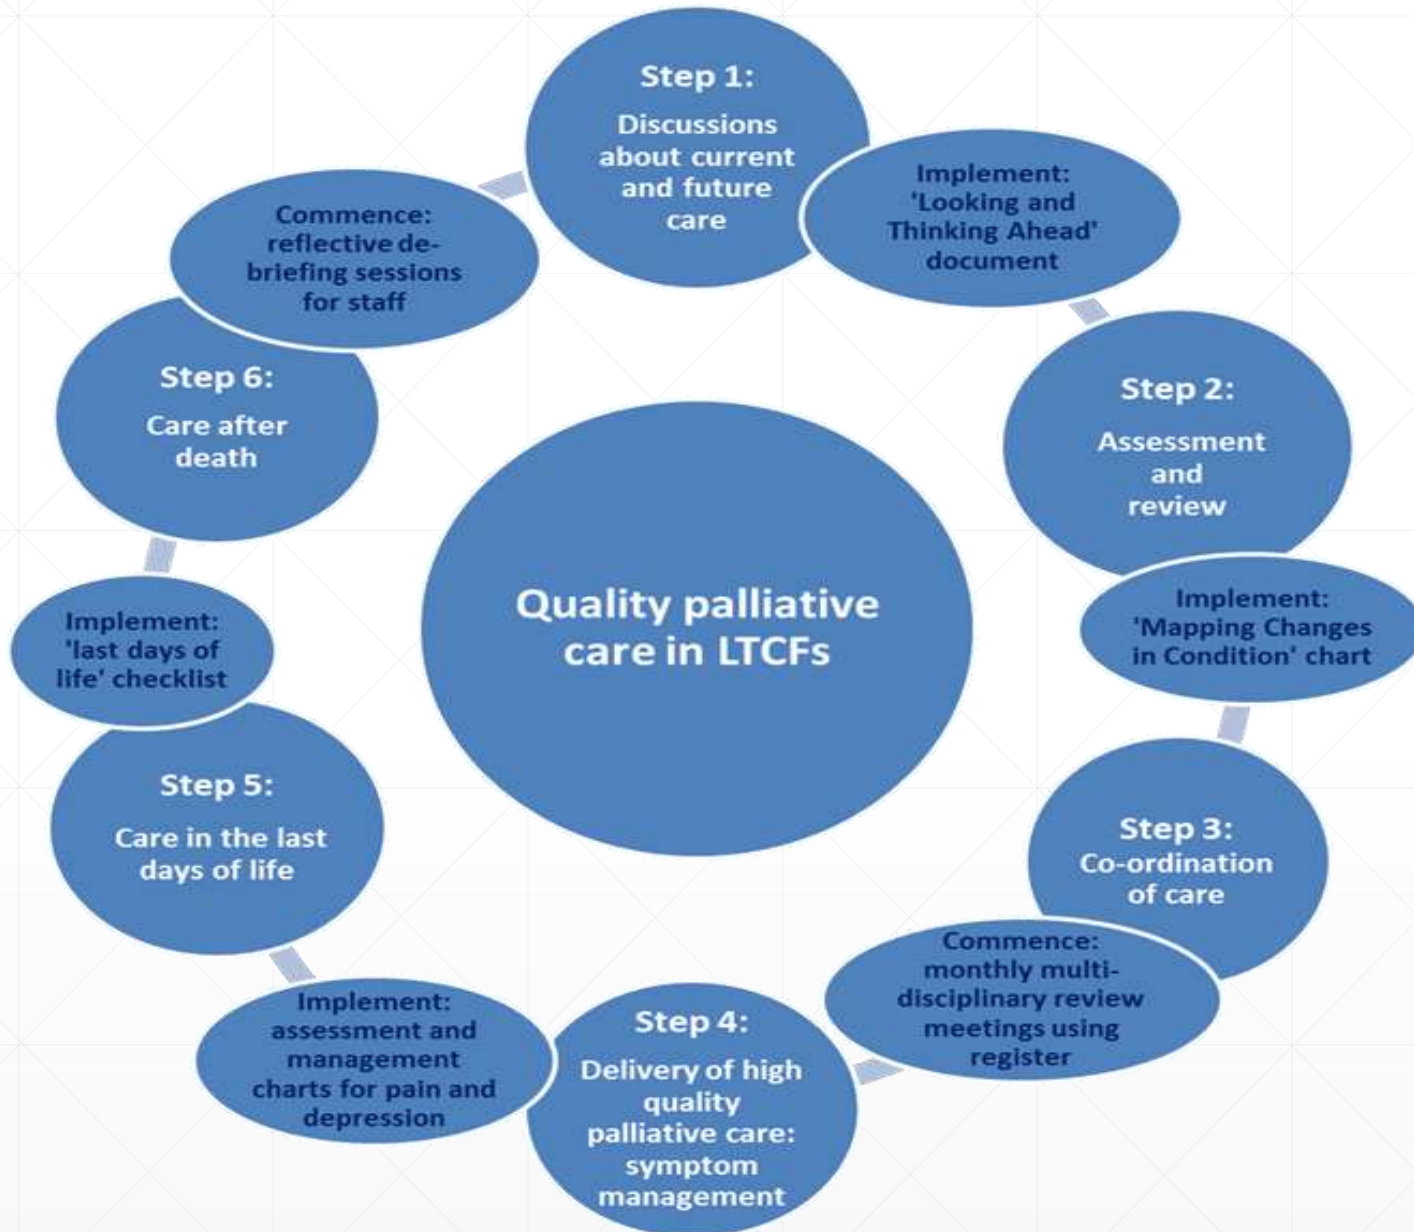 Step 1:
Discussions
about current
and future
care
Implement:
'Looking and
Thinking Ahead'
document
Step 2:
Assessment
and
review
Implement:
'Mapping Changes
in Condition' chart
Step 3:
Co-ordination
of care
Commence:
monthly multi-
disciplinary review
meetings using
register
Step 4:
Delivery of high
quality
palliative care:
symptom
management
Implement:
assessment and
management
charts for pain and
depression
Step 5:
Care in the last
days of life
Implement:
'last days of
life' checklist
Step 6:
Care after
death
Commence:
reflective de-
briefing sessions
for staff
Quality palliative
care in LTCFs